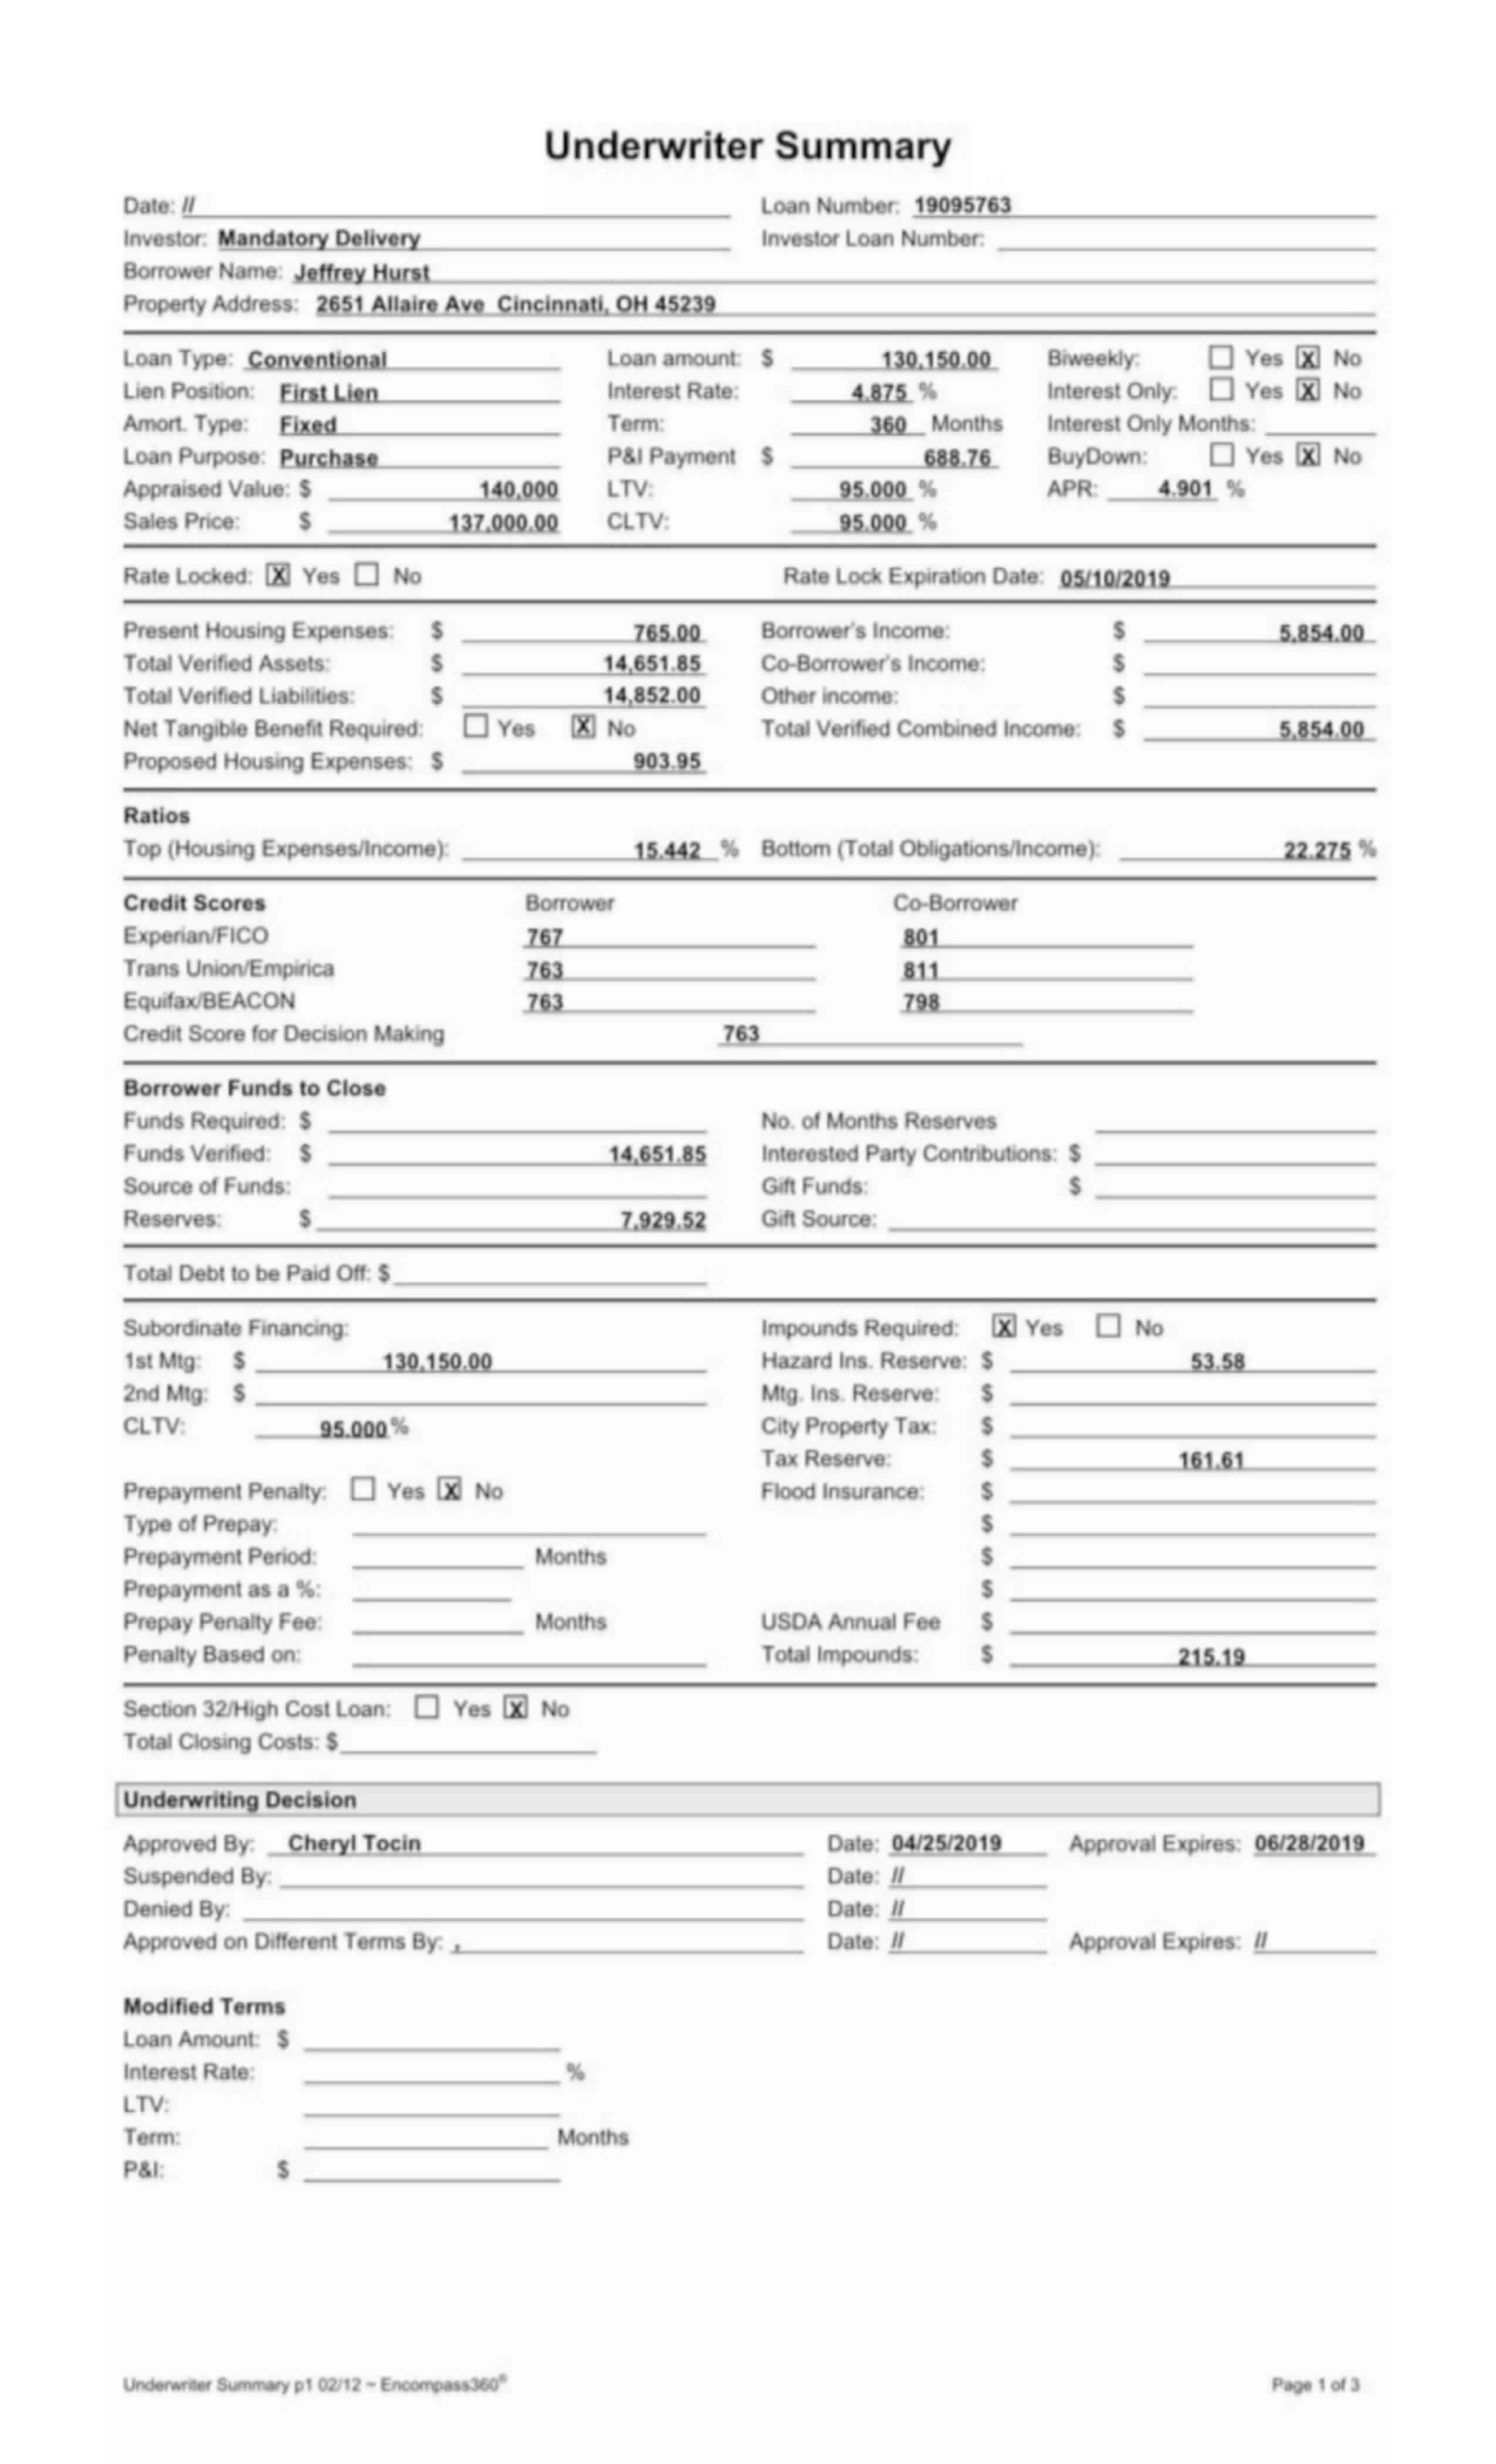 Underwriter Summary
Date: // Loan Number: 19095763
Investor: Mandatory Delivery Investor Loan Number:
Borrower Name: Jeffrey Hurst
Property Address: 2651 Allaire Ave Cincinnati, OH 45239
Loan Type: Conventional Loan amount: $ 130,150.00 Biweekly: Yes X No
Lien Position: First Lien Interest Rate: 4.875 % Interest Only: Yes X No
Amort. Type: Fixed Term: 360 Months Interest Only Months:
Loan Purpose: Purchase P&I Payment $ 688.76 BuyDown: Yes X No
Appraised Value: $ 140,000 LTV: 95.000 % APR: 4.901 %
Sales Price: $ 137,000.00 CLTV: 95.000 %
Rate Locked: X Yes No Rate Lock Expiration Date: 05/10/2019
Present Housing Expenses: $ 765.00 Borrower's Income: $ 5,854.00
Total Verified Assets: $ 14,651.85 Co-Borrower's Income: $
Total Verified Liabilities: $ 14,852.00 Other income: $
Net Tangible Benefit Required: Yes X No Total Verified Combined Income: $ 5,854.00
Proposed Housing Expenses: $ 903.95
Ratios
Top (Housing Expenses/Income): 15.442 % Bottom (Total Obligations/Income): 22.275 %
Credit Scores Borrower Co-Borrower
Experian/FICO 767 801
Trans Union/Empirica 763 811
Equifax/BEACON 763 798
Credit Score for Decision Making 763
Borrower Funds to Close
Funds Required: $ No. of Months Reserves
Funds Verified: $ 14,651.85 Interested Party Contributions: $
Source of Funds: Gift Funds: $
Reserves: $ 7,929.52 Gift Source:
Total Debt to be Paid Off: $
Subordinate Financing: Impounds Required: X Yes No
1st Mtg: $ 130,150.00 Hazard Ins. Reserve: $ 53.58
2nd Mtg: $ Mtg. Ins. Reserve: $
CLTV: 95.000 % City Property Tax: $
Tax Reserve: $ 161.61
Prepayment Penalty: Yes X No Flood Insurance: $
Type of Prepay: $
Prepayment Period: Months $
Prepayment as a %: $
Prepay Penalty Fee: Months USDA Annual Fee $
Penalty Based on: Total Impounds: $ 215.19
Section 32/High Cost Loan: Yes X No
Total Closing Costs: $
Underwriting Decision
Approved By: Cheryl Tocin Date: 04/25/2019 Approval Expires: 06/28/2019
Suspended By: Date: //
Denied By: Date: //
Approved on Different Terms By: , Date: // Approval Expires: //
Modified Terms
Loan Amount: $
Interest Rate: %
LTV:
Term: Months
P&I: $
Underwriter Summary p1 02/12 ~ Encompass360® Page 1 of 3